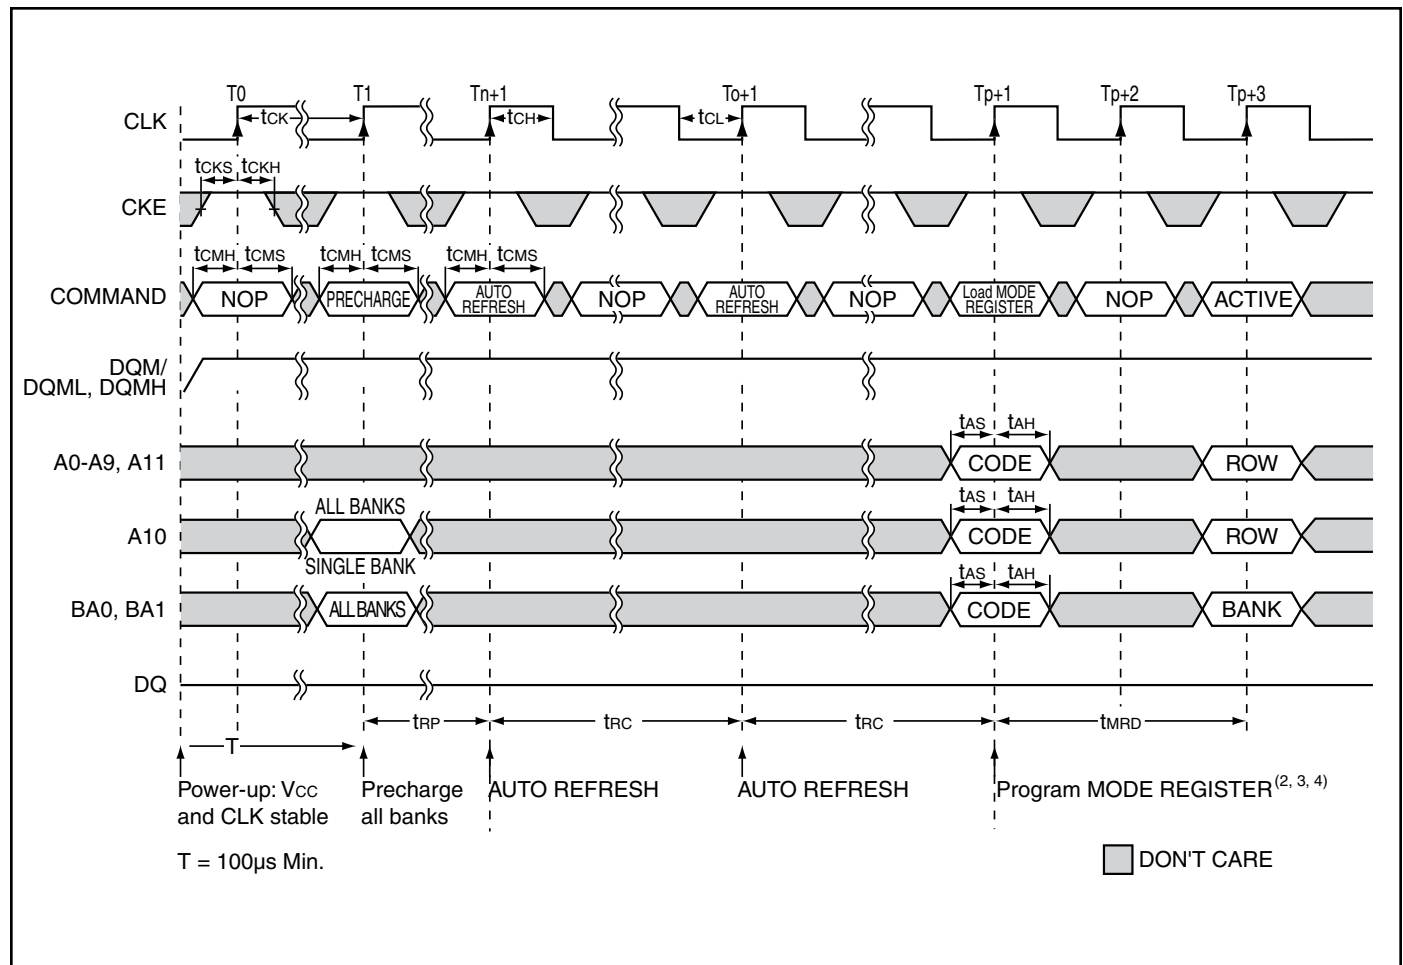 T0 T1 Tn+1 To+1 Tp+1 Tp+2 Tp+3
CLK tCK tCH tCL
tCKS tCKH
CKE
tCMH tCMS tCMH tCMS tCMH tCMS
COMMAND NOP PRECHARGE AUTO REFRESH NOP AUTO REFRESH NOP Load MODE REGISTER NOP ACTIVE
DQM/
DQML, DQMH
tAS tAH
A0-A9, A11 CODE ROW
ALL BANKS tAS tAH
A10 CODE ROW
SINGLE BANK tAS tAH
BA0, BA1 ALL BANKS CODE BANK
DQ
tRP tRC tRC tMRD
T
Power-up: VCC Precharge AUTO REFRESH AUTO REFRESH Program MODE REGISTER(2, 3, 4)
and CLK stable all banks
T = 100µs Min. DON'T CARE